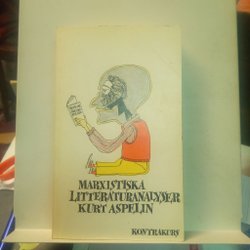 MARXISTISKA
LITTERATURANALYSER
KURT ASPELIN
KONTRAKURS